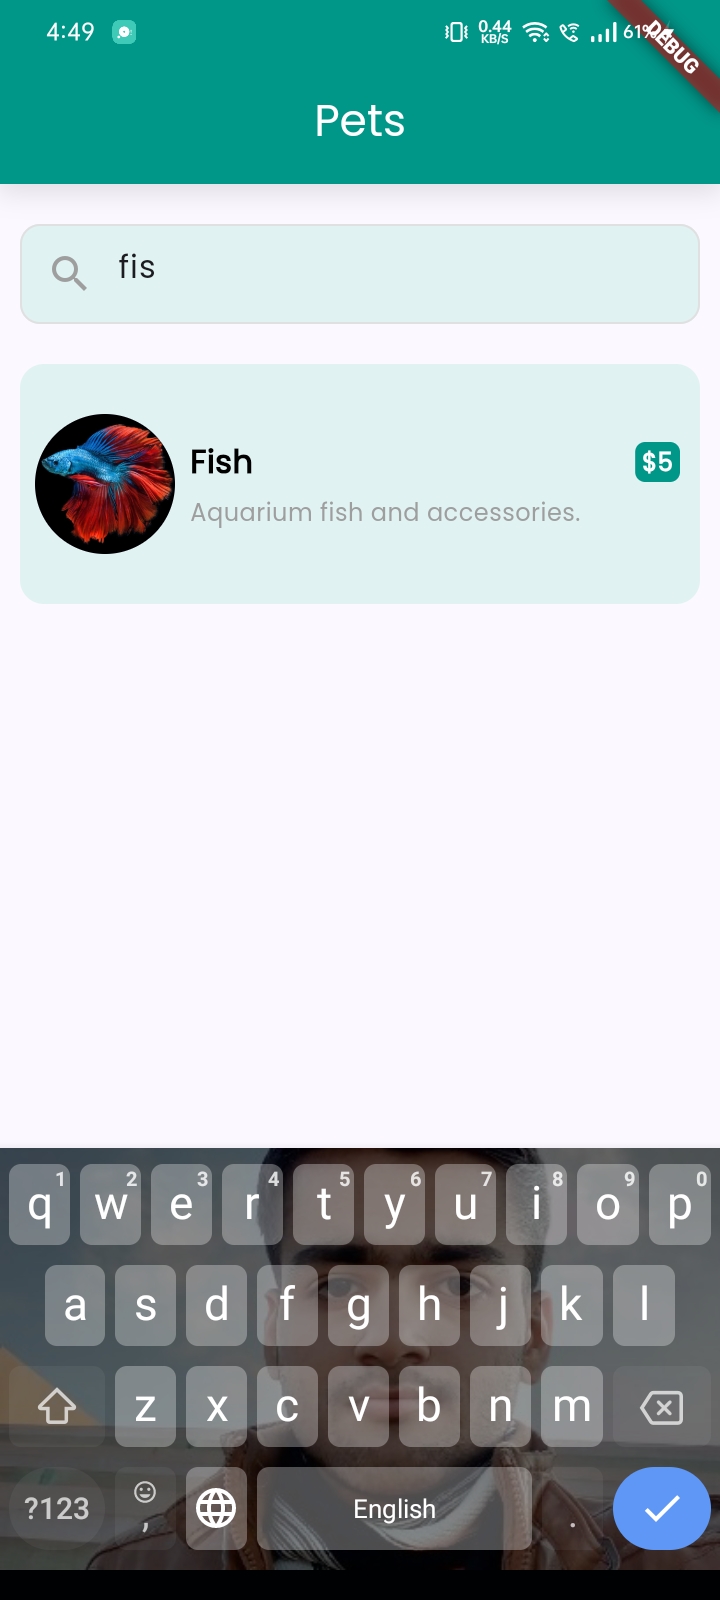 4:49
0.44
KB/S
61%
DEBUG
Pets
fis
Fish
$5
Aquarium fish and accessories.
1 2 3 4 5 6 7 8 9 0
q w e r t y u i o p
a s d f g h j k l
z x c v b n m
?123 , English .